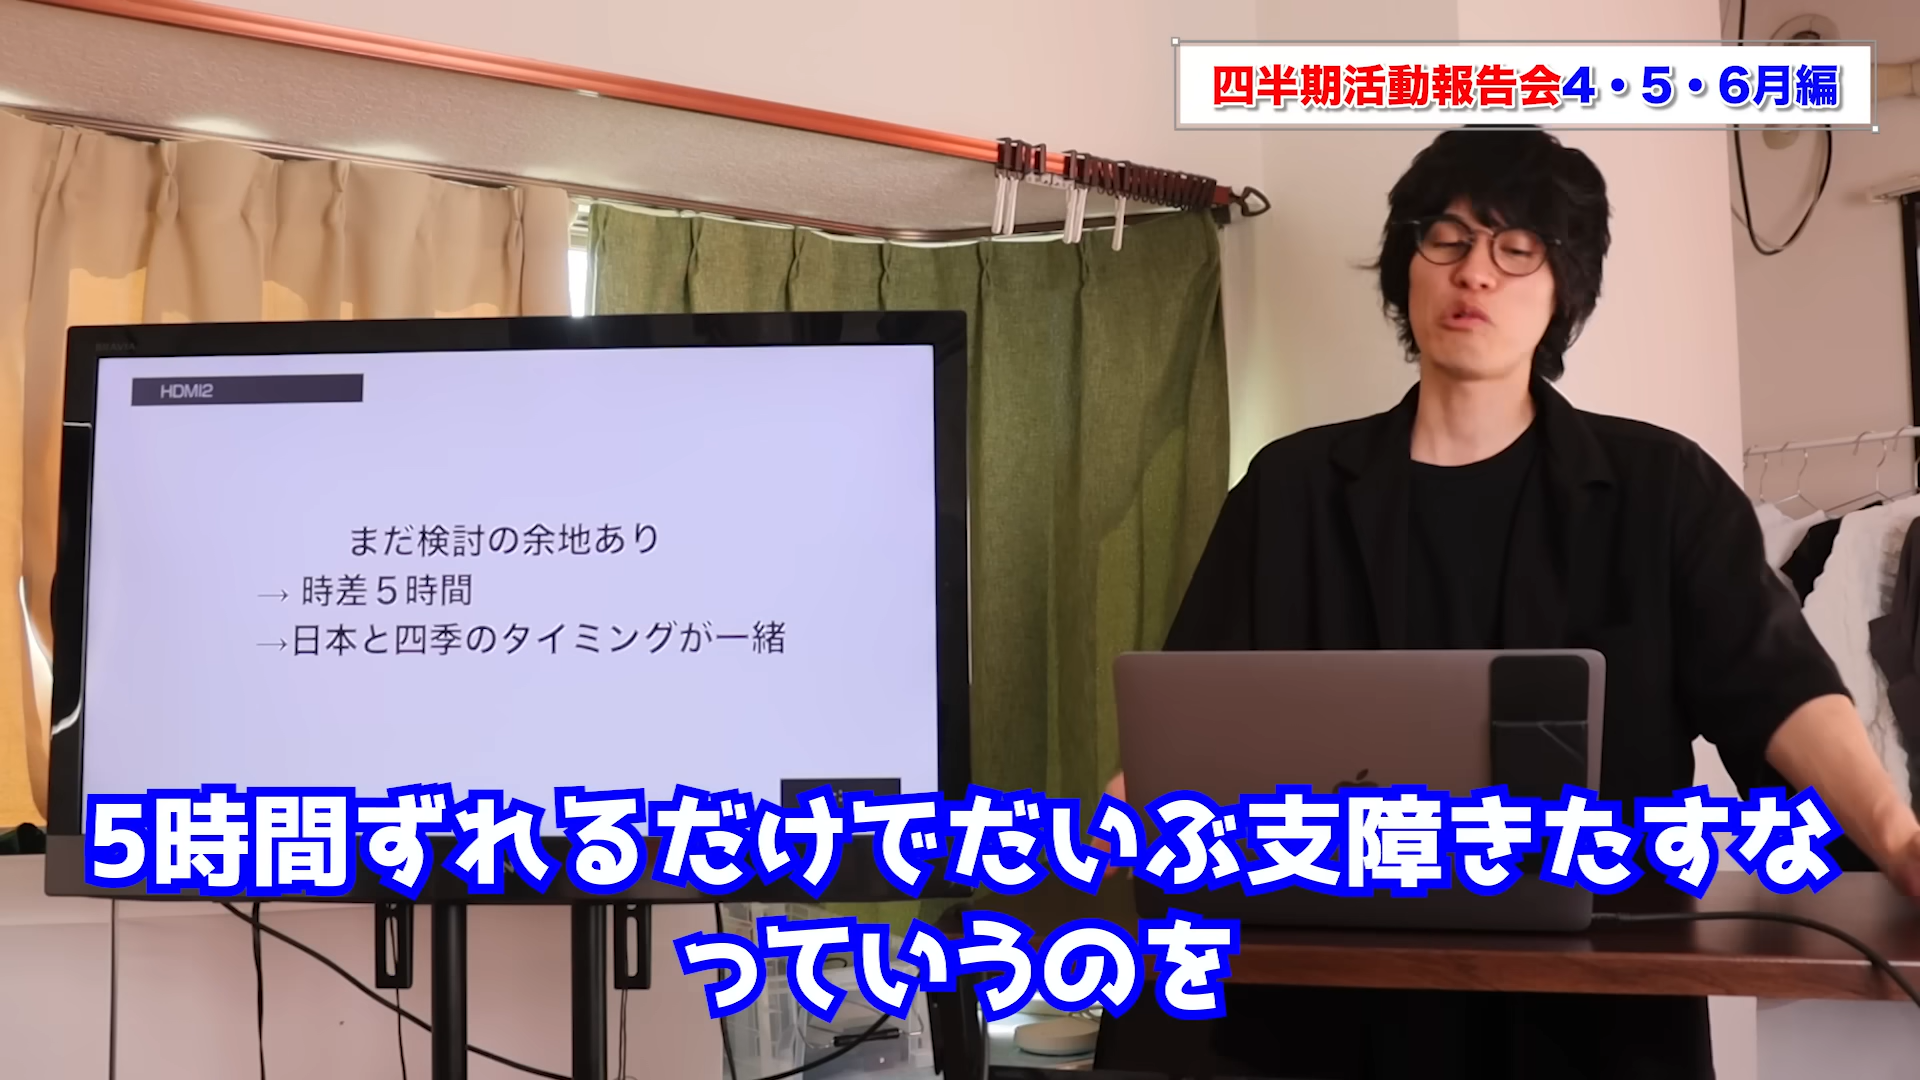 四半期活動報告会4・5・6月編
BRAVIA
HDMI2
まだ検討の余地あり
→ 時差５時間
→日本と四季のタイミングが一緒
5時間ずれるだけでだいぶ支障きたすな
っていうのを